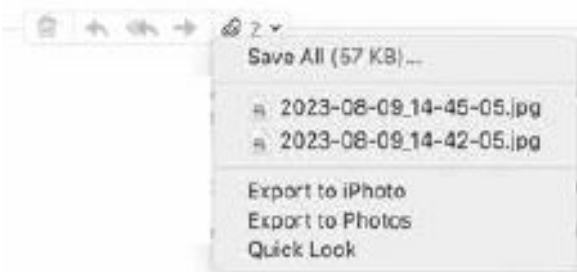 2
Save All (57 KB)...
2023-08-09_14-45-05.jpg
2023-08-09_14-42-05.jpg
Export to iPhoto
Export to Photos
Quick Look